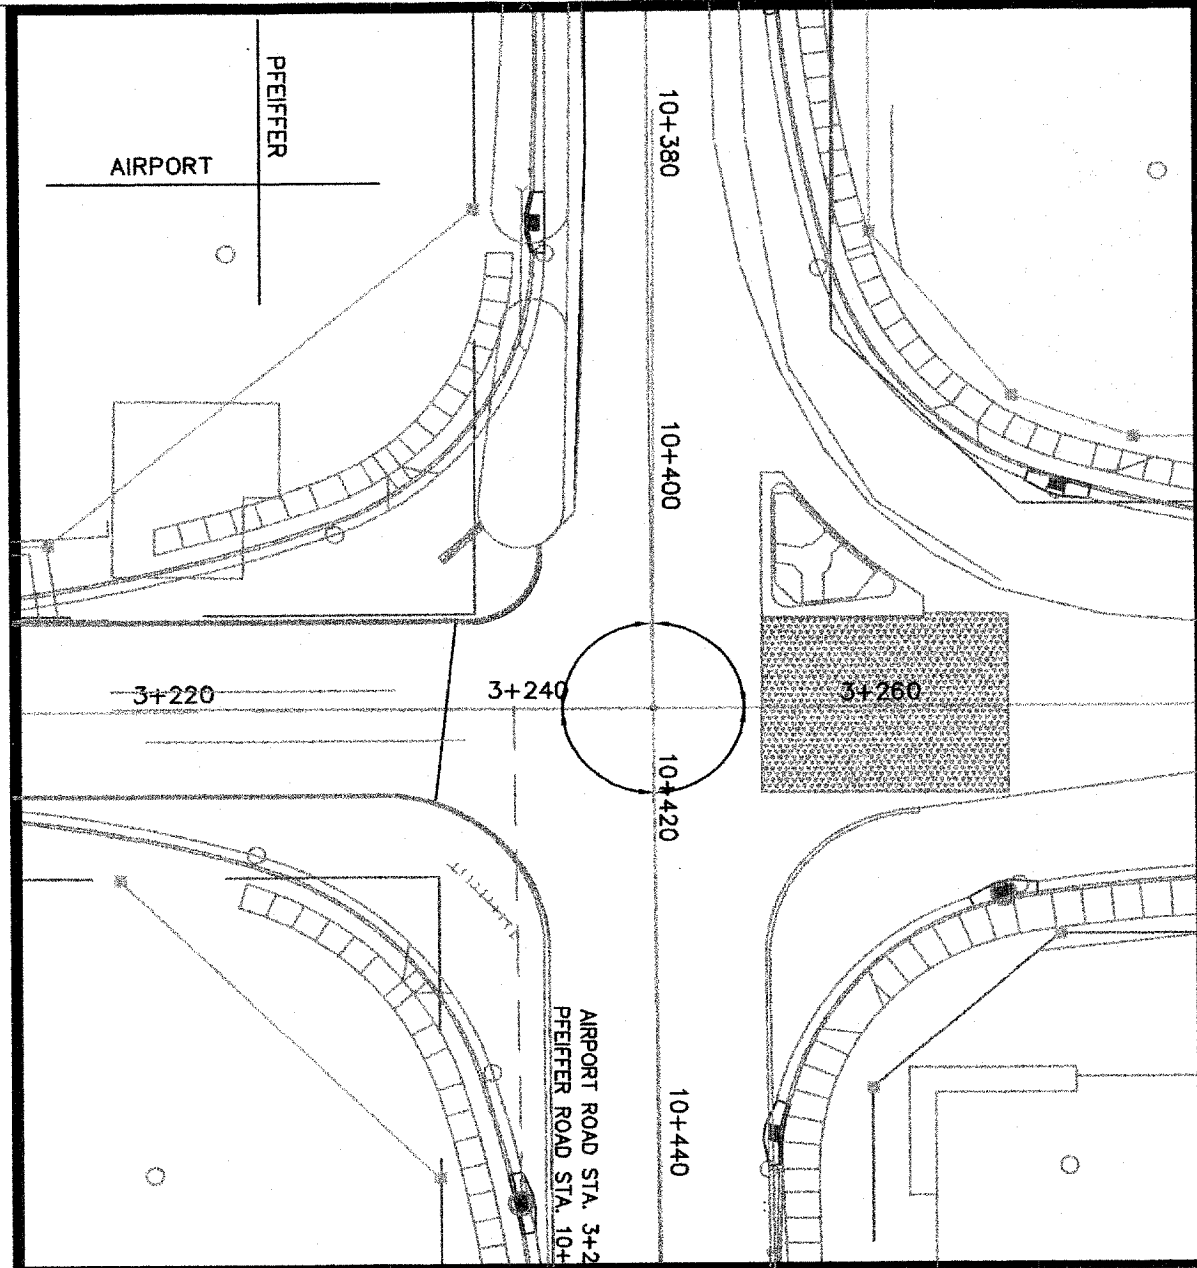 PFEIFFER
AIRPORT
10+380
10+400
3+220
3+240
3+260
10+420
10+440
AIRPORT ROAD STA. 3+2
PFEIFFER ROAD STA. 10+